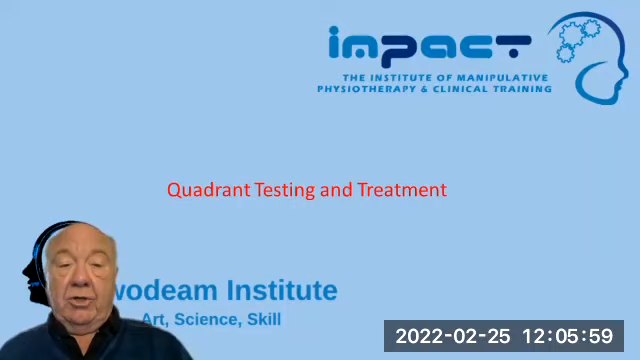 impact
THE INSTITUTE OF MANIPULATIVE
PHYSIOTHERAPY & CLINICAL TRAINING
Quadrant Testing and Treatment
Institute
Art, Science, Skill
2022-02-25 12:05:59